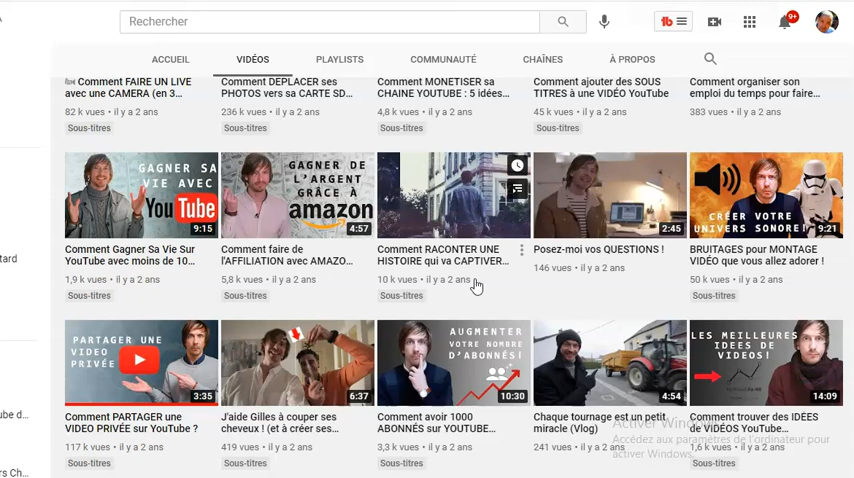 Rechercher
9+
ACCUEIL VIDÉOS PLAYLISTS COMMUNAUTÉ CHAÎNES À PROPOS
Comment FAIRE UN LIVE
avec une CAMERA (en 3…
82 k vues • il y a 2 ans
Sous-titres
Comment DEPLACER ses
PHOTOS vers sa CARTE SD…
236 k vues • il y a 2 ans
Sous-titres
Comment MONETISER sa
CHAINE YOUTUBE : 5 idées…
4,8 k vues • il y a 2 ans
Sous-titres
Comment ajouter des SOUS
TITRES à une VIDÉO YouTube
45 k vues • il y a 2 ans
Sous-titres
Comment organiser son
emploi du temps pour faire…
383 vues • il y a 2 ans
GAGNER SA
VIE AVEC
YouTube
9:15
Comment Gagner Sa Vie Sur
YouTube avec moins de 10…
1,9 k vues • il y a 2 ans
Sous-titres
GAGNER DE
L'ARGENT
GRÂCE À
amazon
4:57
Comment faire de
l'AFFILIATION avec AMAZO…
5,8 k vues • il y a 2 ans
Sous-titres
Comment RACONTER UNE
HISTOIRE qui va CAPTIVER…
10 k vues • il y a 2 ans
Sous-titres
2:45
Posez-moi vos QUESTIONS !
146 vues • il y a 2 ans
CRÉER VOTRE
UNIVERS SONORE!
9:21
BRUITAGES pour MONTAGE
VIDÉO que vous allez adorer !
50 k vues • il y a 2 ans
Sous-titres
PARTAGER UNE
VIDEO PRIVÉE
3:35
Comment PARTAGER une
VIDEO PRIVÉE sur YouTube ?
117 k vues • il y a 2 ans
Sous-titres
6:37
J'aide Gilles à couper ses
cheveux ! (et à créer ses…
419 vues • il y a 2 ans
Sous-titres
AUGMENTER
VOTRE NOMBRE
D'ABONNÉS!
10:30
Comment avoir 1000
ABONNÉS sur YOUTUBE…
3,3 k vues • il y a 2 ans
Sous-titres
4:54
Chaque tournage est un petit
miracle (Vlog)
241 vues • il y a 2 ans
LES MEILLEURES
IDEES DE
VIDEOS!
14:09
Comment trouver des IDÉES
de VIDÉOS YouTube…
1,6 k vues • il y a 2 ans
Sous-titres
Activer Windows
Accédez aux paramètres de l'ordinateur pour
activer Windows.
tard
ube d…
rs Ch…